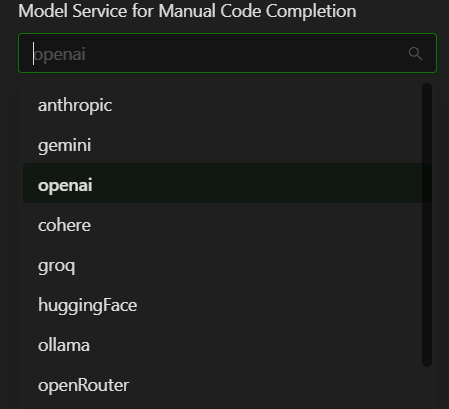 Model Service for Manual Code Completion
openai
anthropic
gemini
openai
cohere
groq
huggingFace
ollama
openRouter